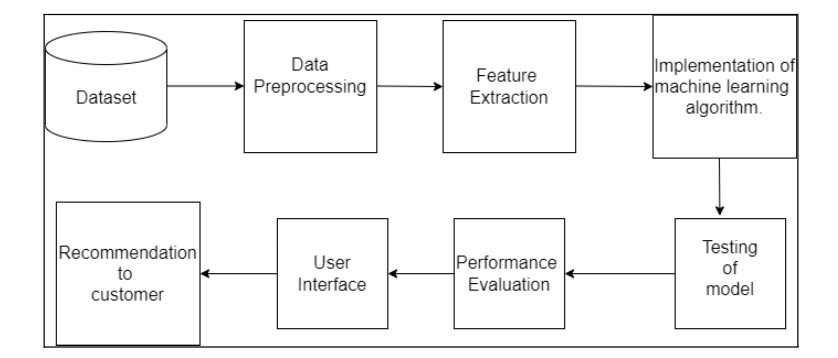 Dataset
Data
Preprocessing
Feature
Extraction
Implementation of
machine learning
algorithm.
Testing
of
model
Performance
Evaluation
User
Interface
Recommendation
to
customer